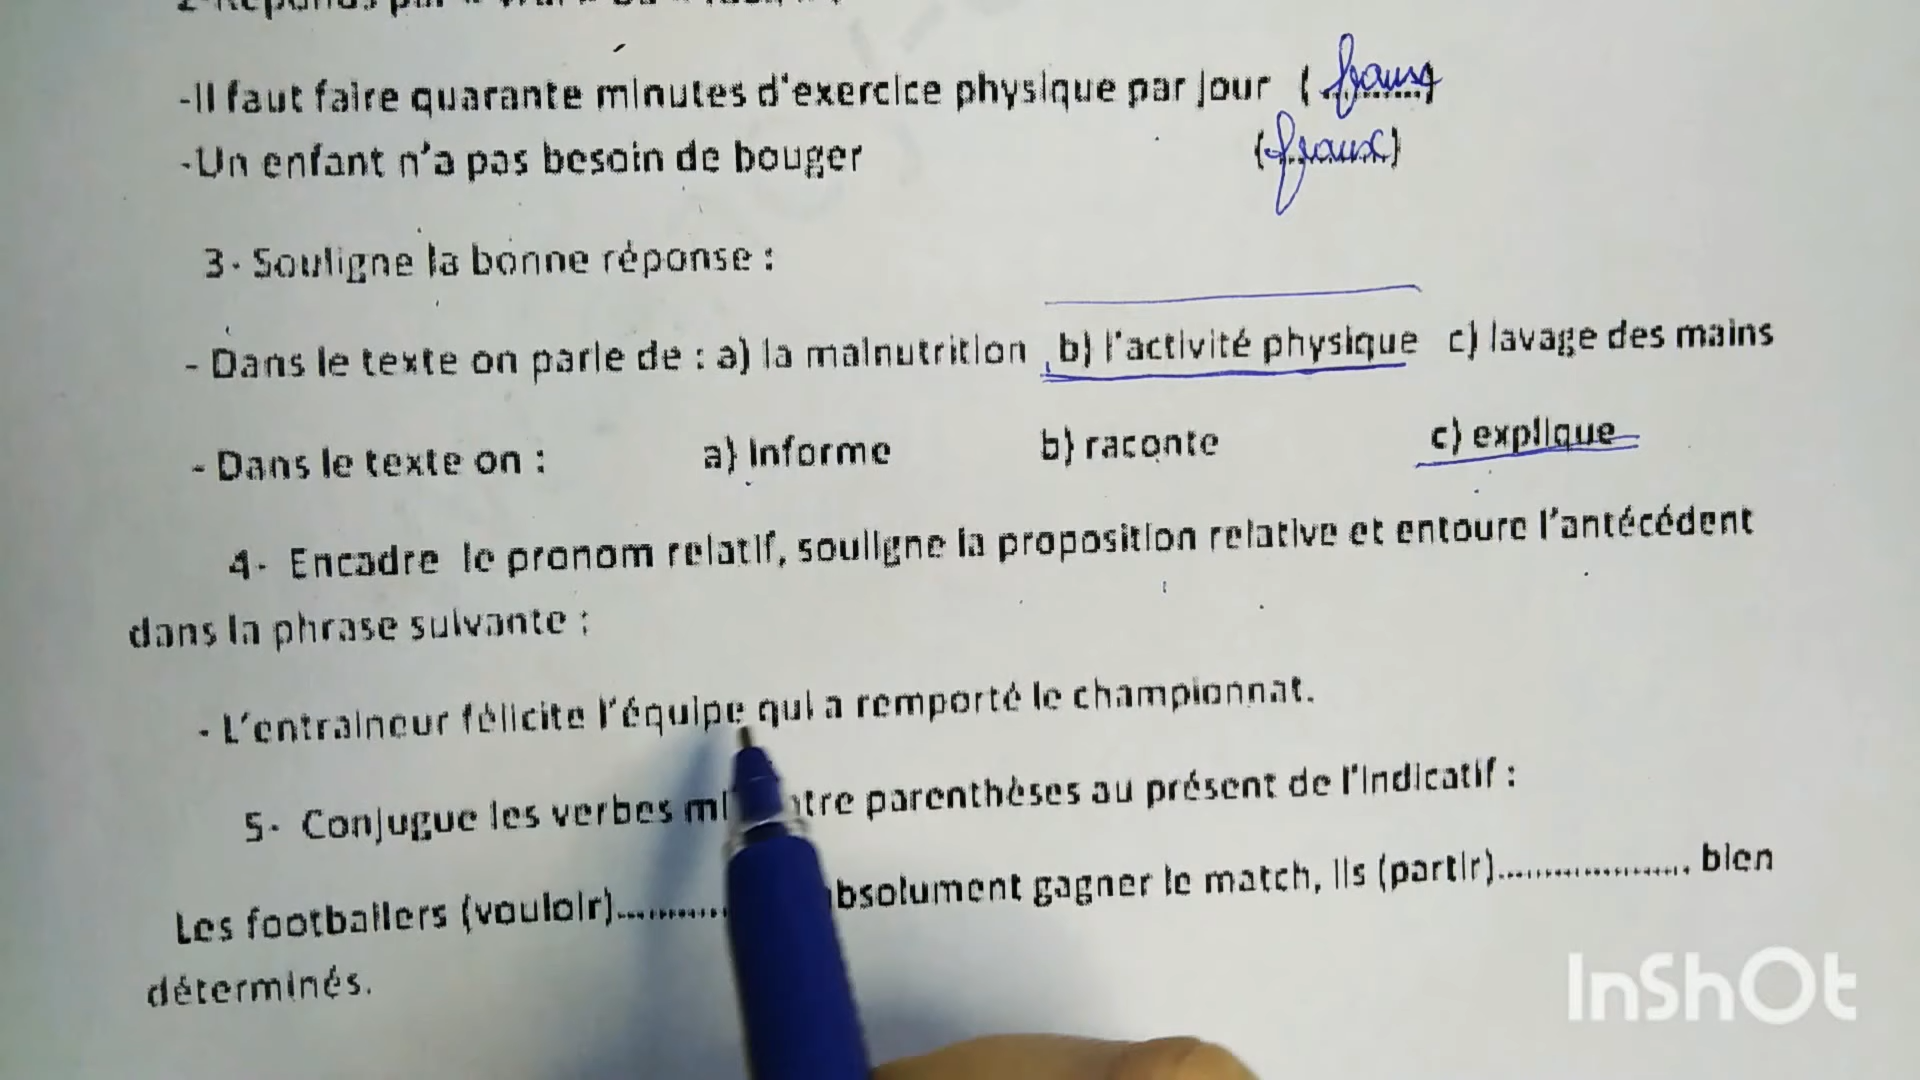 -Il faut faire quarante minutes d'exercice physique par jour (faux)
-Un enfant n'a pas besoin de bouger (faux)
3- Souligne la bonne réponse :
- Dans le texte on parle de : a) la malnutrition b) l'activité physique c) lavage des mains
- Dans le texte on : a) informe b) raconte c) explique
4- Encadre le pronom relatif, souligne la proposition relative et entoure l'antécédent
dans la phrase suivante :
- L'entraineur félicite l'équipe qui a remporté le championnat.
5- Conjugue les verbes parenthèses au présent de l'indicatif :
Les footballers (vouloir)............ absolument gagner le match, ils (partir)................... bien
déterminés.
InShOt